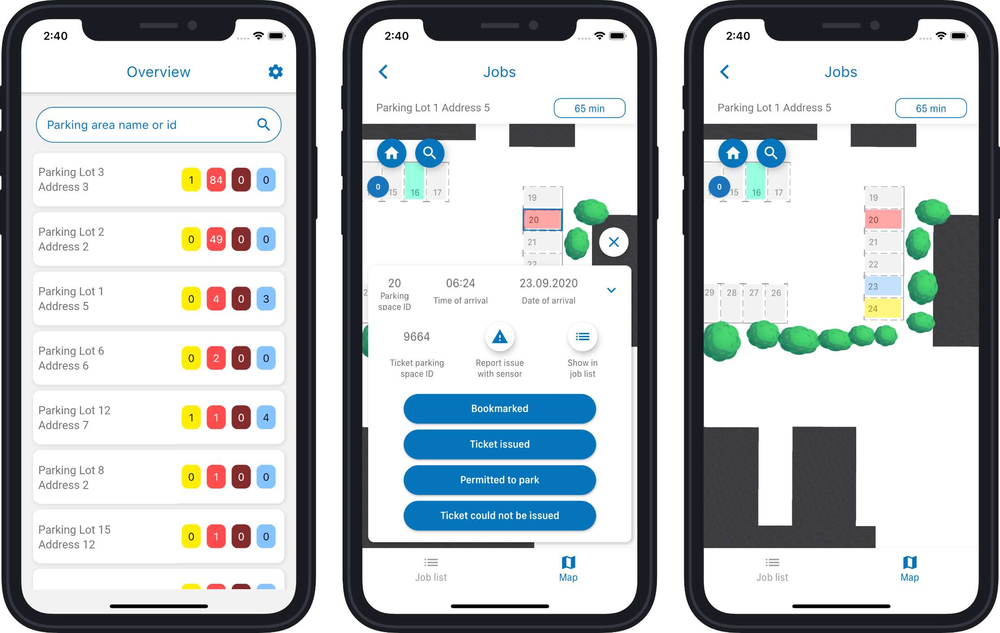 2:40
Overview
Parking area name or id
Parking Lot 3
Address 3
1 84 0 0
Parking Lot 2
Address 2
0 49 0 0
Parking Lot 1
Address 5
0 4 0 3
Parking Lot 6
Address 6
0 2 0 0
Parking Lot 12
Address 7
1 1 0 4
Parking Lot 8
Address 2
0 1 0 0
Parking Lot 15
Address 12
0 1 0 0
2:40
Jobs
Parking Lot 1 Address 5
65 min
0
15 16 17
19
20
21
22
20
Parking
space ID
06:24
Time of arrival
23.09.2020
Date of arrival
9664
Ticket parking
space ID
Report issue
with sensor
Show in
job list
Bookmarked
Ticket issued
Permitted to park
Ticket could not be issued
Job list
Map
2:40
Jobs
Parking Lot 1 Address 5
65 min
0
15 16 17
19
20
21
22
23
24
29 28 27 26
Job list
Map